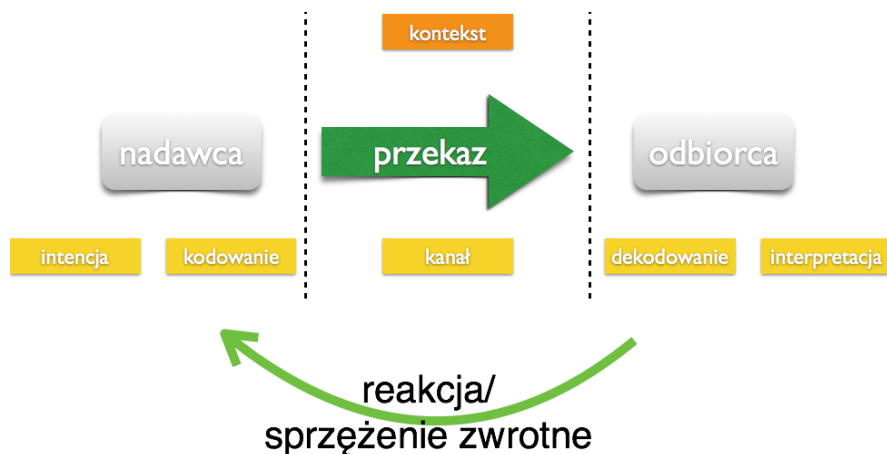 kontekst
nadawca
przekaz
odbiorca
intencja
kodowanie
kanał
dekodowanie
interpretacja
reakcja/
sprzężenie zwrotne